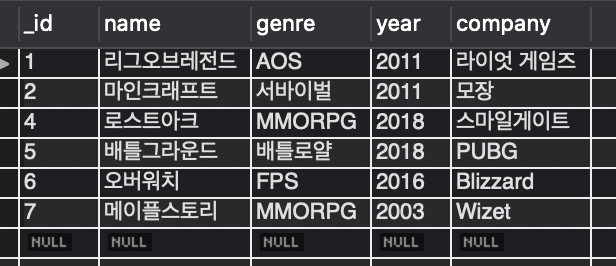 _id name genre year company
1 리그오브레전드 AOS 2011 라이엇 게임즈
2 마인크래프트 서바이벌 2011 모장
4 로스트아크 MMORPG 2018 스마일게이트
5 배틀그라운드 배틀로얄 2018 PUBG
6 오버워치 FPS 2016 Blizzard
7 메이플스토리 MMORPG 2003 Wizet
NULL NULL NULL NULL NULL